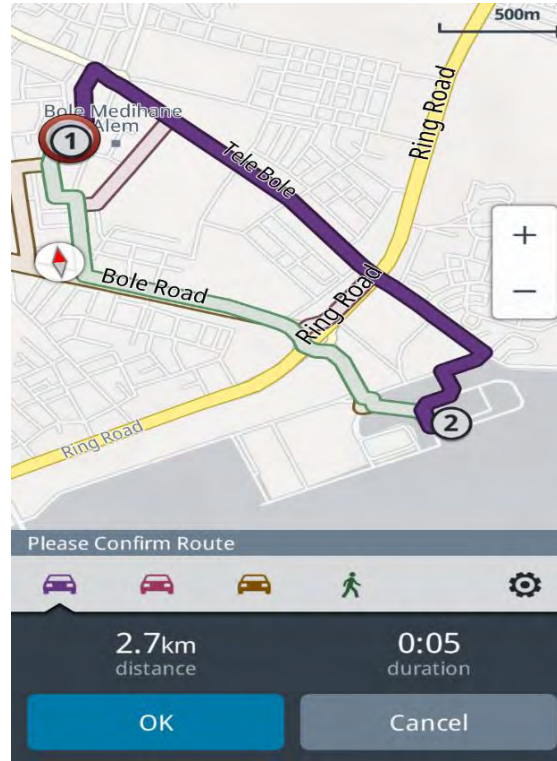 500m
Ring Road
Bole Medihane
Alem
1
Tele Bole
+
Bole Road
Ring Road
−
2
Ring Road
Please Confirm Route
2.7km
0:05
distance
duration
OK
Cancel